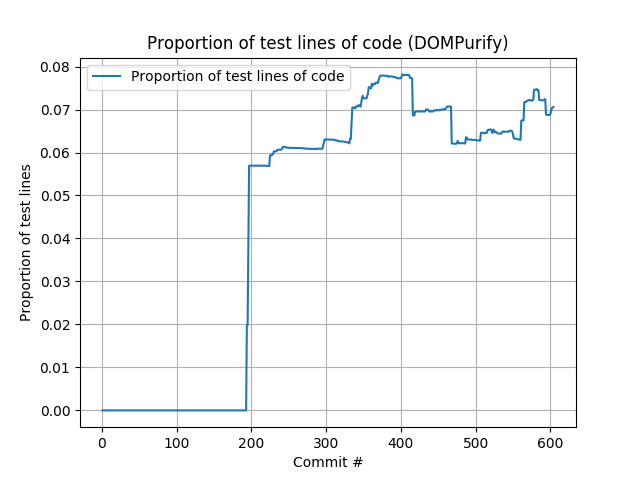 Proportion of test lines of code (DOMPurify)
Proportion of test lines of code
0.08
0.07
0.06
0.05
0.04
0.03
0.02
0.01
0.00
Proportion of test lines
0 100 200 300 400 500 600
Commit #